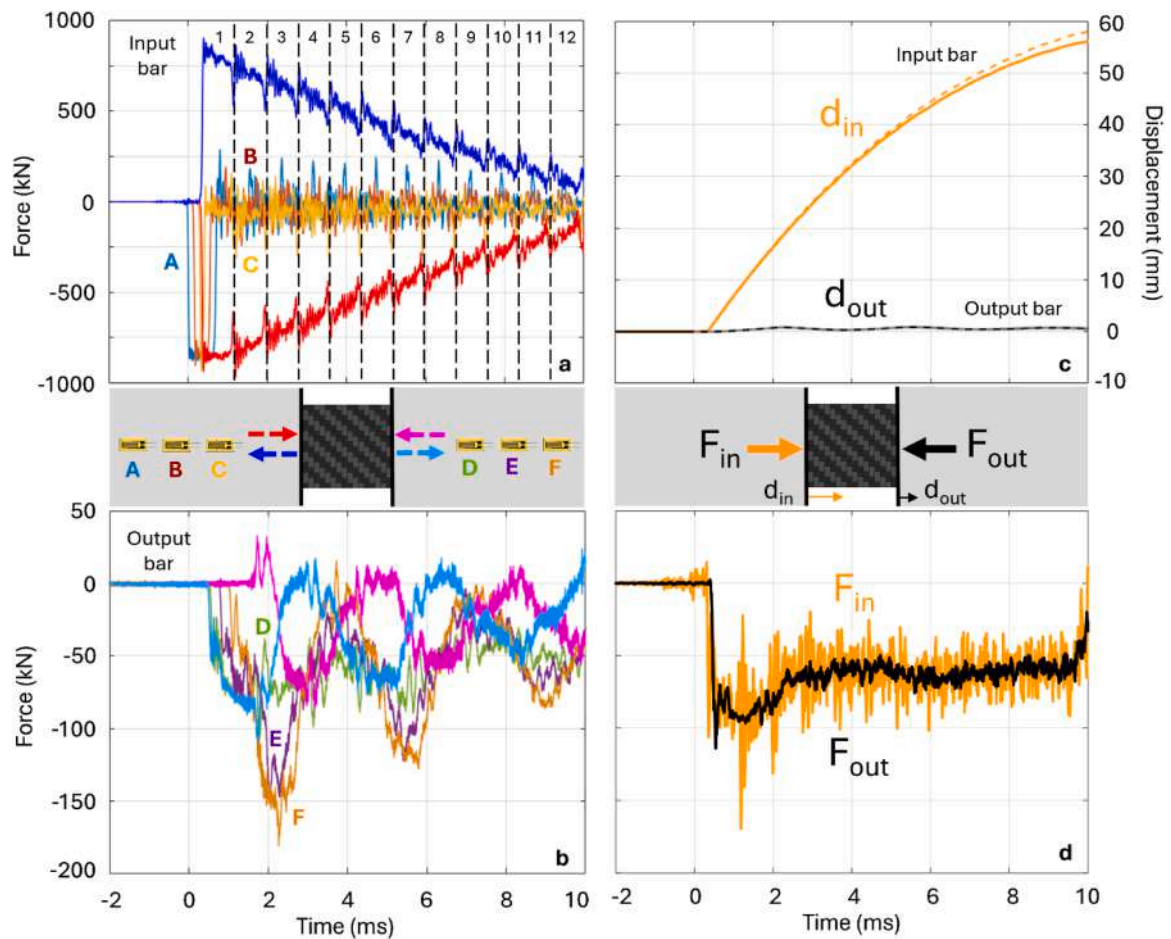 1000
500
0
-500
-1000
Force (kN)
Input
bar
1 2 3 4 5 6 7 8 9 10 11 12
A
B
C
a
60
50
40
30
20
10
0
-10
Displacement (mm)
Input bar
d_in
d_out
Output bar
c
A B C
D E F
F_in
F_out
d_in
d_out
50
0
-50
-100
-150
-200
Force (kN)
Output
bar
D
E
F
b
-2 0 2 4 6 8 10
Time (ms)
F_in
F_out
d
-2 0 2 4 6 8 10
Time (ms)